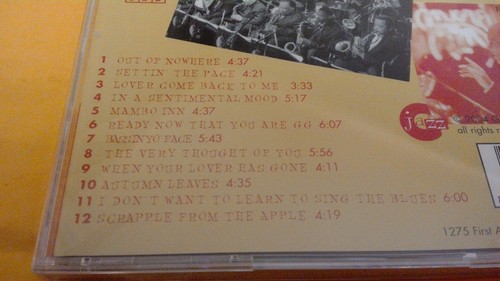 1 OUT OF NOWHERE 4:37
2 SETTIN THE PACE 4:21
3 LOVER COME BACK TO ME 3:33
4 IN A SENTIMENTAL MOOD 5:17
5 MAMBO INN 4:37
6 READY NOW THAT YOU ARE GG 6:07
7 BASS IN YO FACE 5:43
8 THE VERY THOUGHT OF YOU 5:56
9 WHEN YOUR LOVER HAS GONE 4:11
10 AUTUMN LEAVES 4:35
11 I DON'T WANT TO LEARN TO SING THE BLUES 6:00
12 SCRAPPLE FROM THE APPLE 4:19
jazz
all rights
1275 First